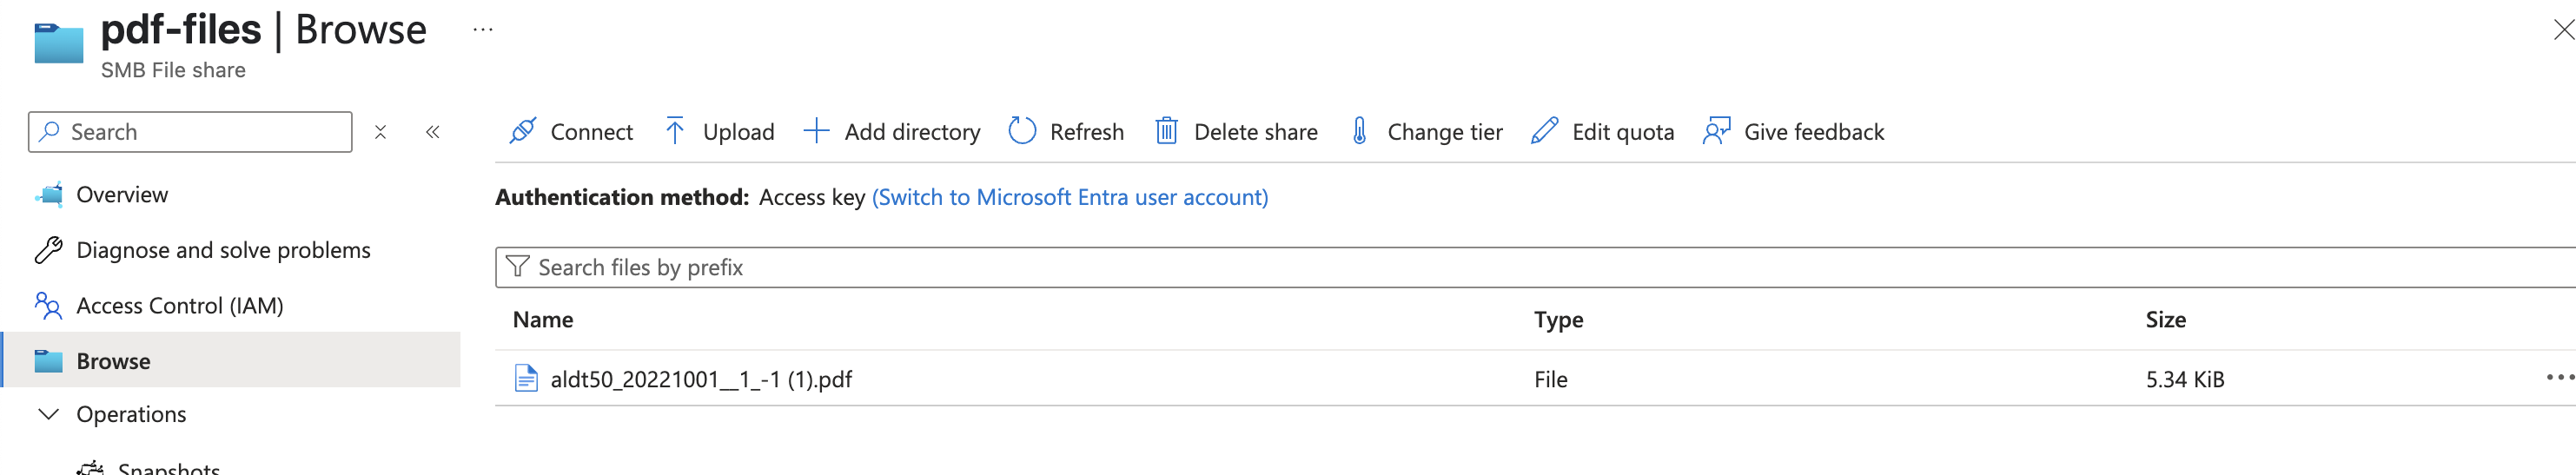 pdf-files | Browse ...
SMB File share
Search
Connect Upload Add directory Refresh Delete share Change tier Edit quota Give feedback
Overview
Diagnose and solve problems
Access Control (IAM)
Browse
Operations
Snapshots
Authentication method: Access key (Switch to Microsoft Entra user account)
Search files by prefix
Name Type Size
aldt50_20221001__1_-1 (1).pdf File 5.34 KiB